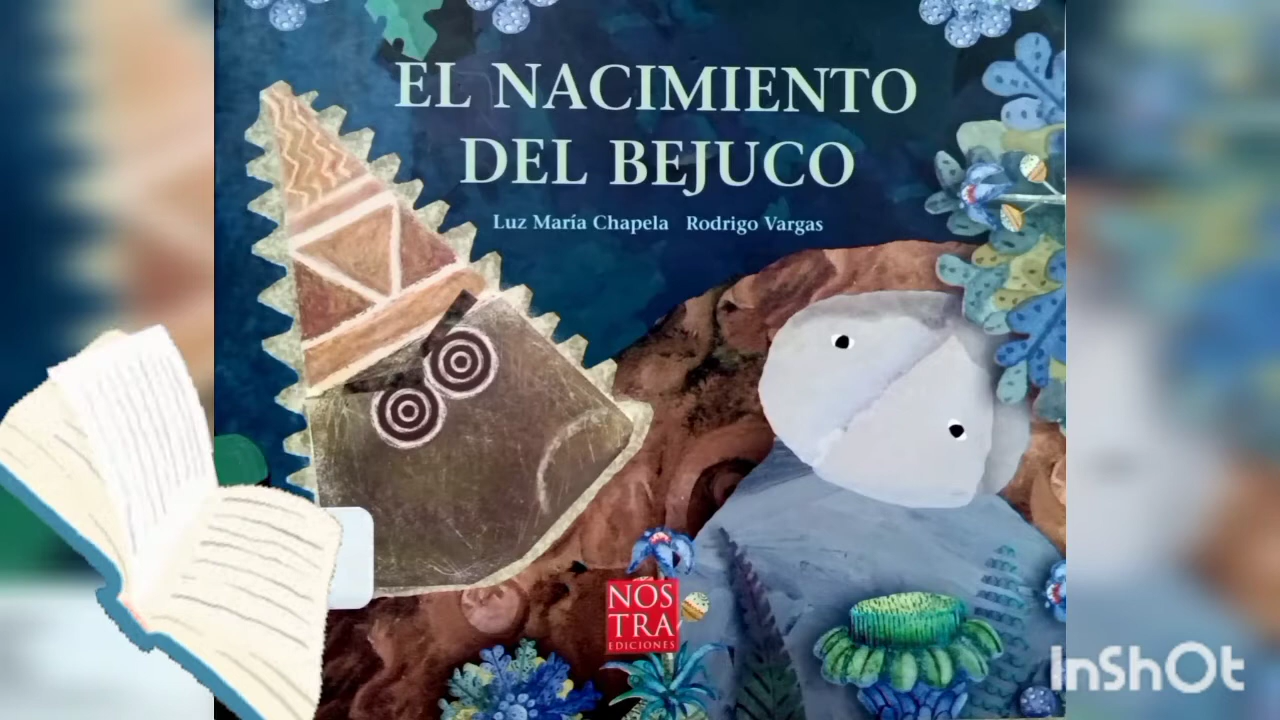 EL NACIMIENTO
DEL BEJUCO
Luz María Chapela Rodrigo Vargas
NOS
TRA
EDICIONES
InShOt